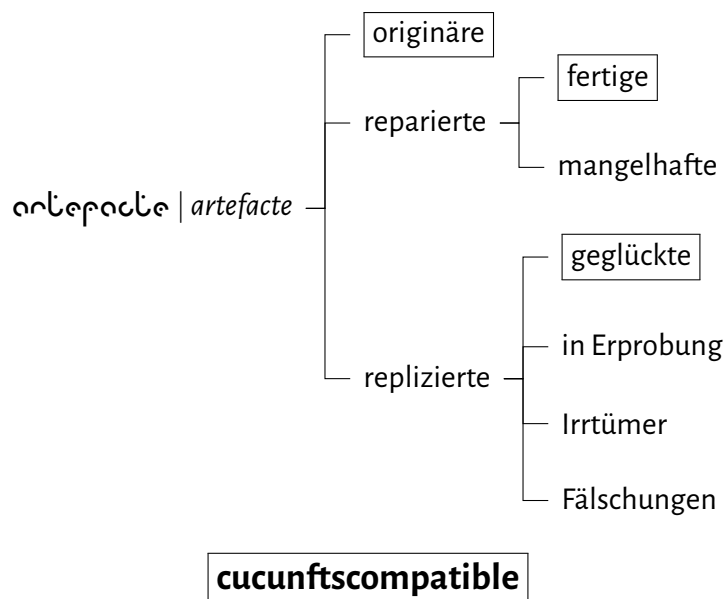 originäre
fertige
reparierte
mangelhafte
artefacte | artefacte
geglückte
in Erprobung
replizierte
Irrtümer
Fälschungen
cucunftscompatible